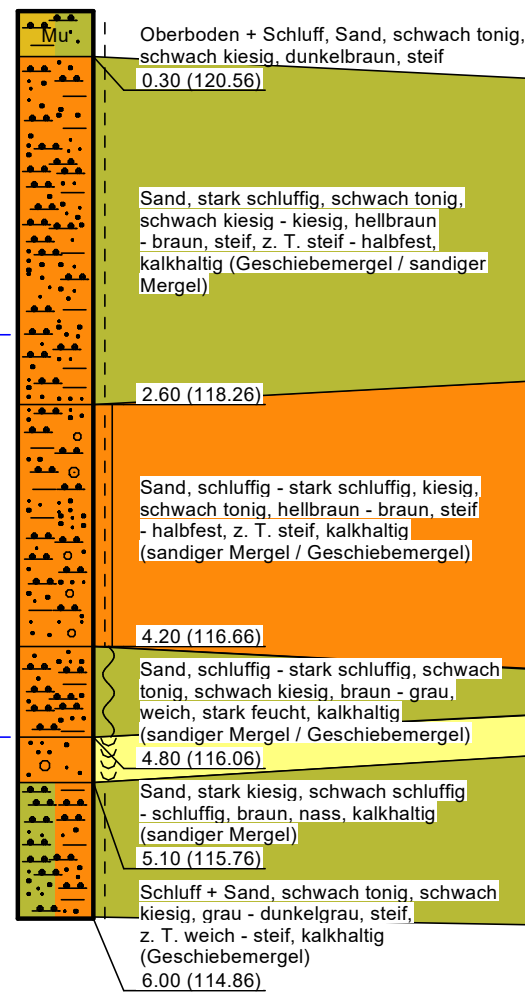 Mu
Oberboden + Schluff, Sand, schwach tonig,
schwach kiesig, dunkelbraun, steif
0.30 (120.56)
Sand, stark schluffig, schwach tonig,
schwach kiesig - kiesig, hellbraun
- braun, steif, z. T. steif - halbfest,
kalkhaltig (Geschiebemergel / sandiger
Mergel)
2.60 (118.26)
Sand, schluffig - stark schluffig, kiesig,
schwach tonig, hellbraun - braun, steif
- halbfest, z. T. steif, kalkhaltig
(sandiger Mergel / Geschiebemergel)
4.20 (116.66)
Sand, schluffig - stark schluffig, schwach
tonig, schwach kiesig, braun - grau,
weich, stark feucht, kalkhaltig
(sandiger Mergel / Geschiebemergel)
4.80 (116.06)
Sand, stark kiesig, schwach schluffig
- schluffig, braun, nass, kalkhaltig
(sandiger Mergel)
5.10 (115.76)
Schluff + Sand, schwach tonig, schwach
kiesig, grau - dunkelgrau, steif,
z. T. weich - steif, kalkhaltig
(Geschiebemergel)
6.00 (114.86)